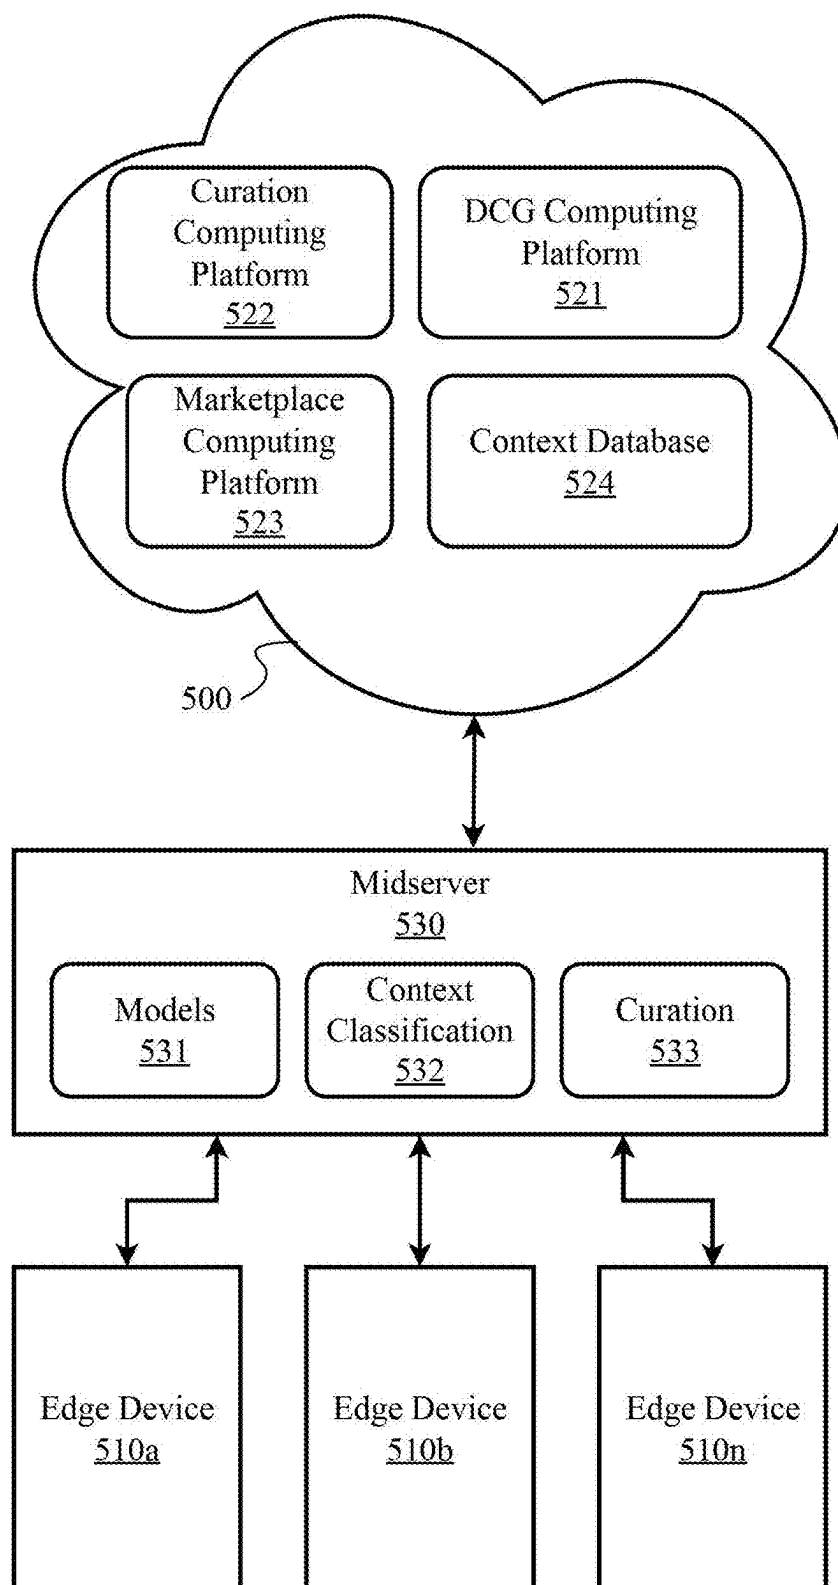 Curation
Computing
Platform
522
DCG Computing
Platform
521
Marketplace
Computing
Platform
523
Context Database
524
500
Midserver
530
Models
531
Context
Classification
532
Curation
533
Edge Device
510a
Edge Device
510b
Edge Device
510n